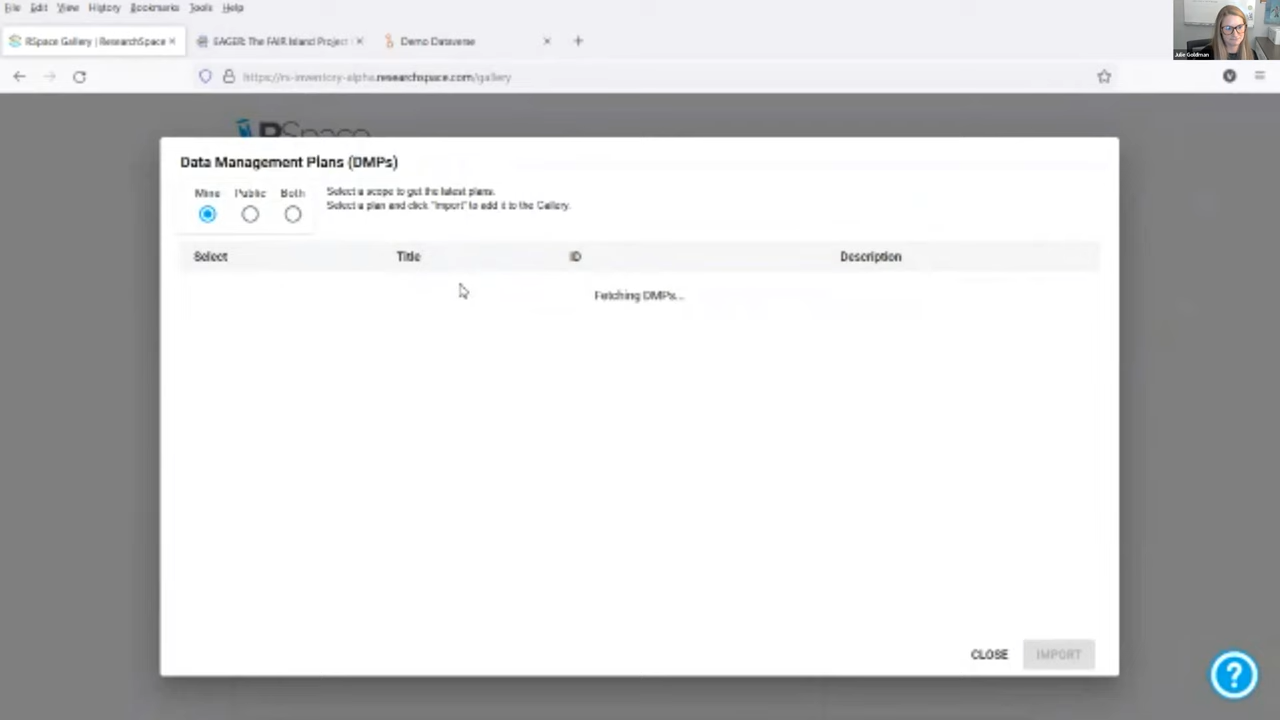 File Edit View History Bookmarks Tools Help
RSpace Gallery | ResearchSpace
EAGER: The FAIR Island Project
Demo Dataverse
https://rs-inventory-alpha.researchspace.com/gallery
Julie Goldman
RSpace
Data Management Plans (DMPs)
Mine Public Both
Select a scope to get the latest plans.
Select a plan and click "Import" to add it to the Gallery.
Select Title ID Description
Fetching DMPs...
CLOSE IMPORT
?